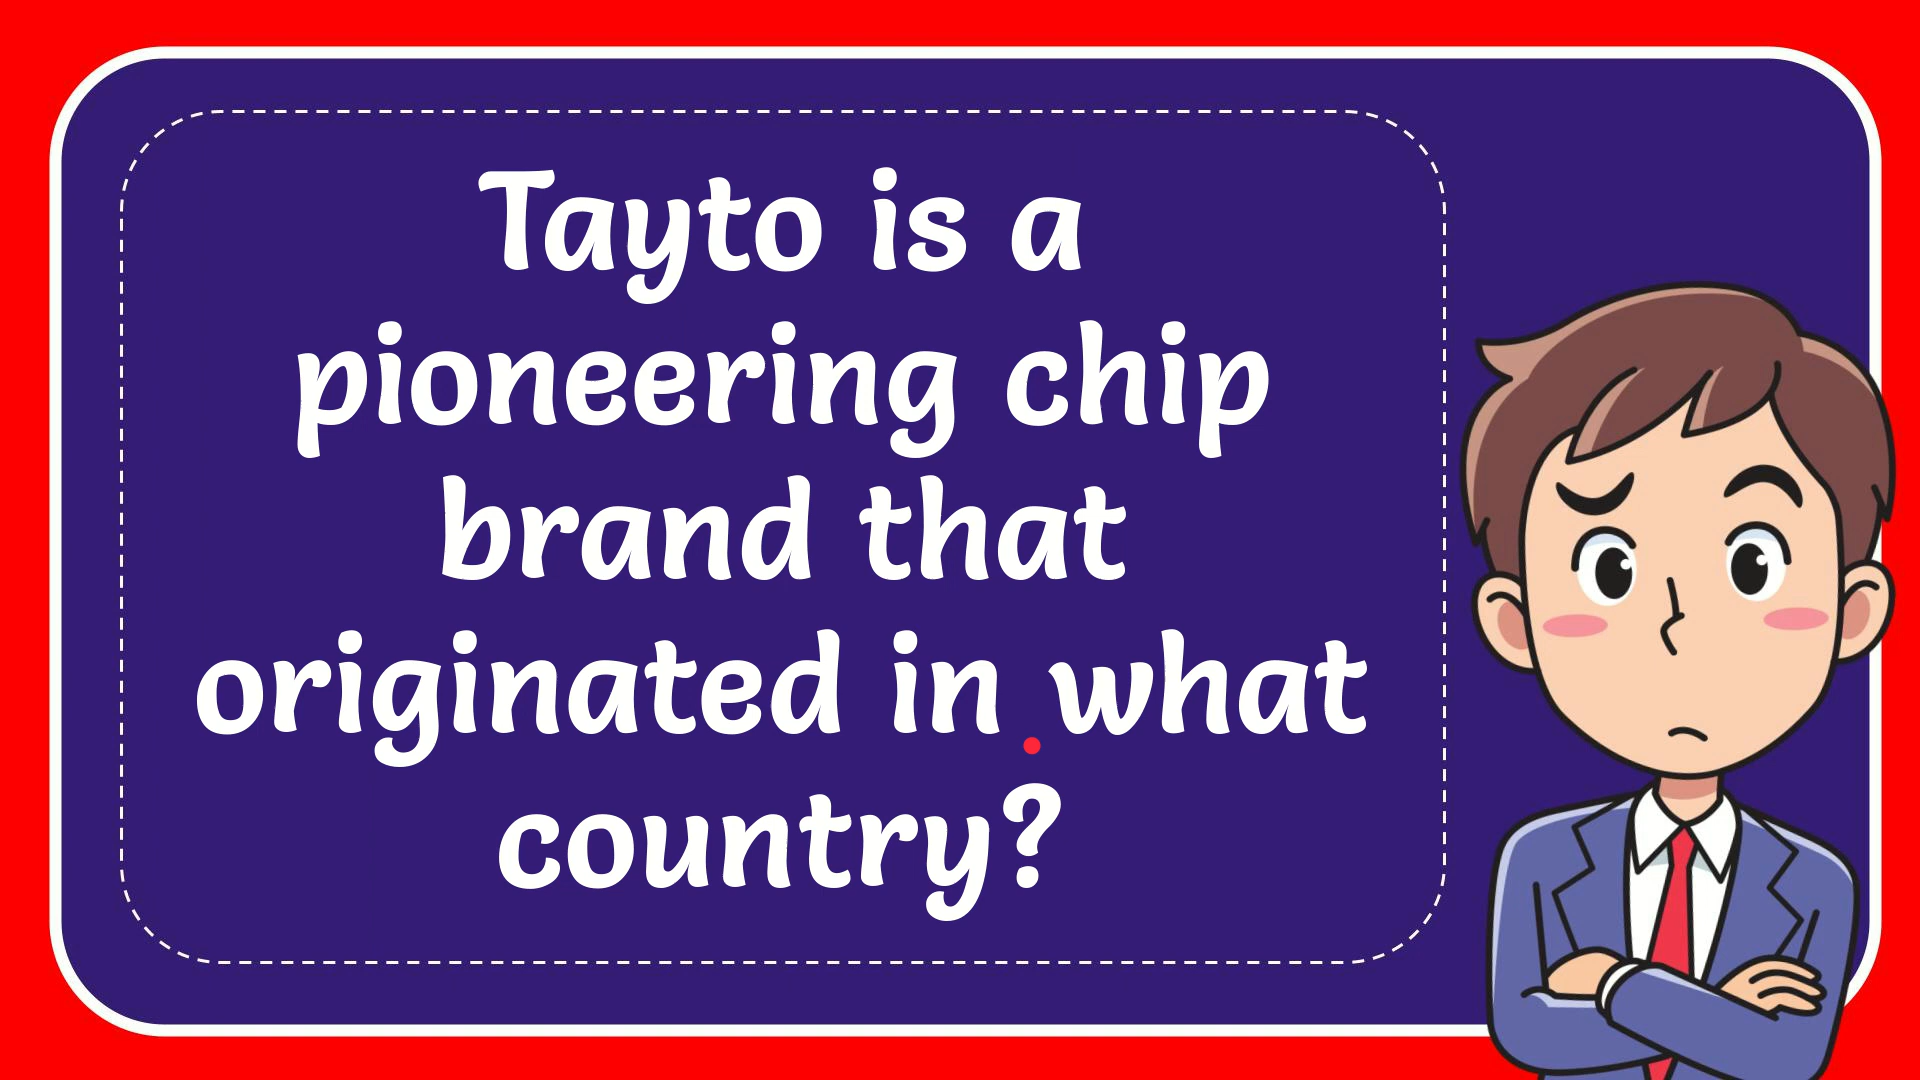 Tayto is a
pioneering chip
brand that
originated in what
country?